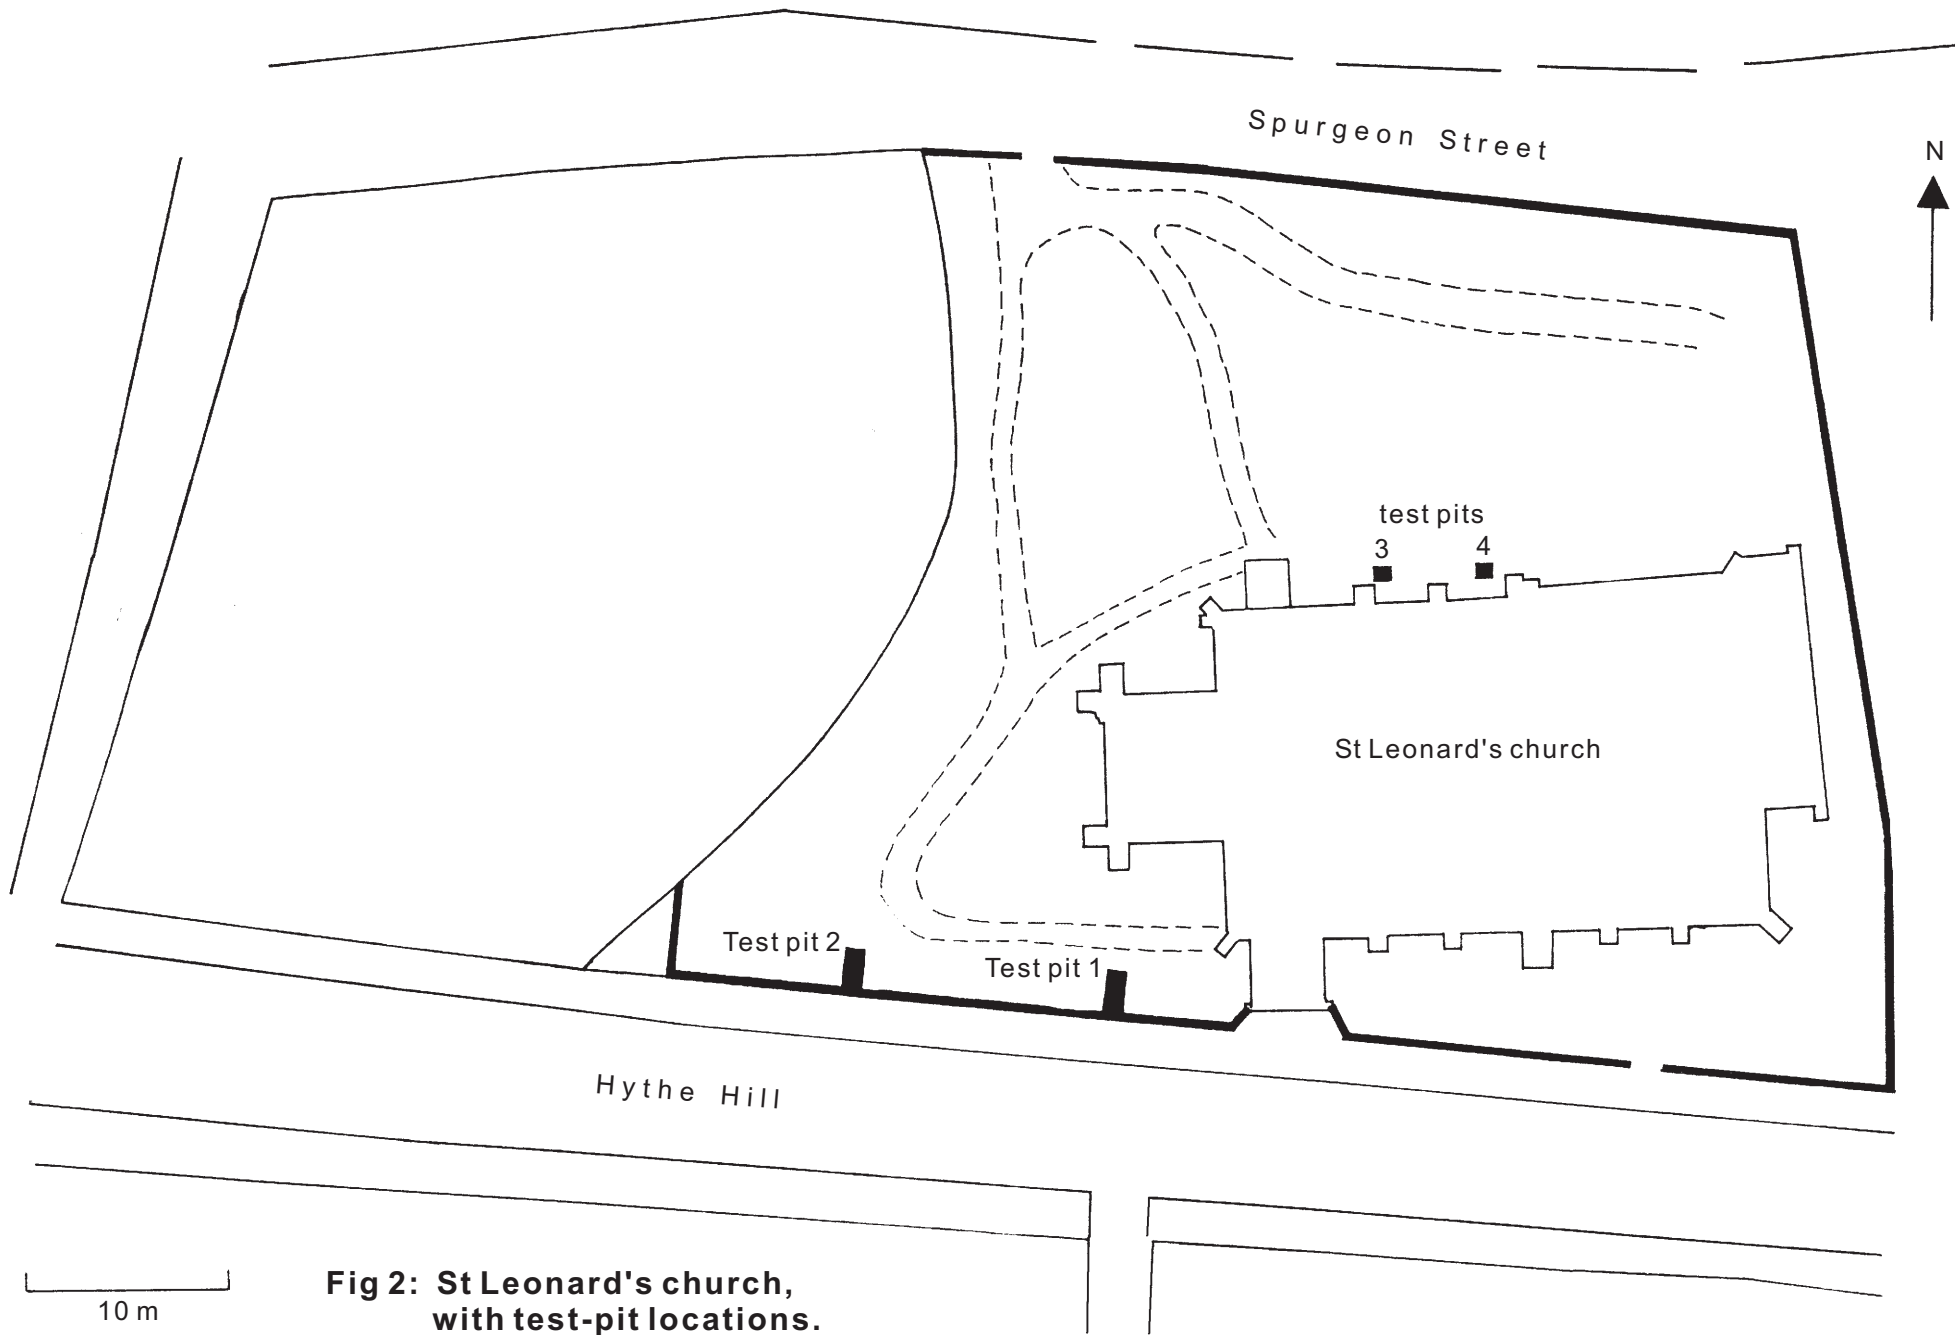 Spurgeon Street
N
test pits
3 4
St Leonard's church
Test pit 2
Test pit 1
Hythe Hill
10 m
Fig 2: St Leonard's church,
with test-pit locations.